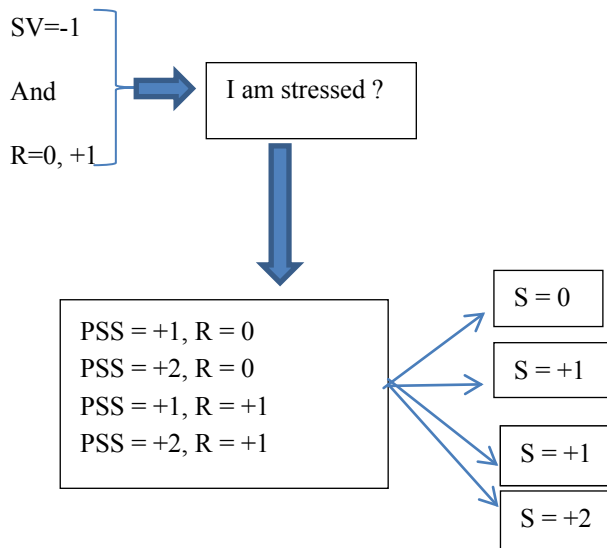 SV=-1
And
R=0, +1
I am stressed ?
PSS = +1, R = 0
PSS = +2, R = 0
PSS = +1, R = +1
PSS = +2, R = +1
S = 0
S = +1
S = +1
S = +2